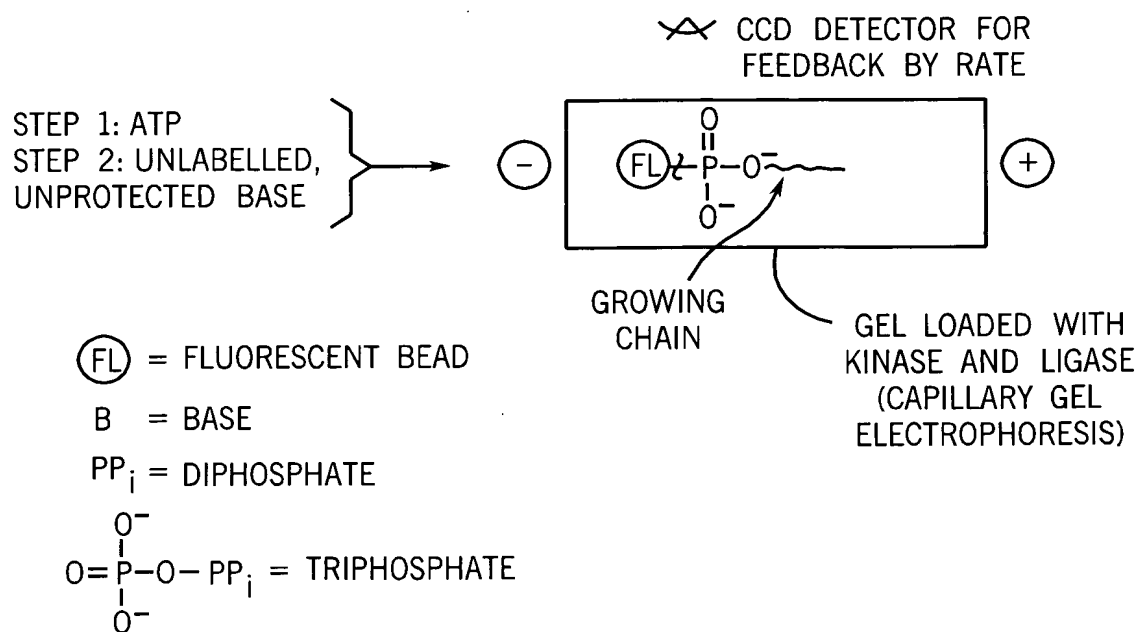 CCD DETECTOR FOR
FEEDBACK BY RATE
STEP 1: ATP
STEP 2: UNLABELLED,
UNPROTECTED BASE
−
FL
O
P
O⁻
O⁻
+
GROWING
CHAIN
GEL LOADED WITH
KINASE AND LIGASE
(CAPILLARY GEL
ELECTROPHORESIS)
FL = FLUORESCENT BEAD
B = BASE
PPi = DIPHOSPHATE
O⁻
O=P–O–PPi = TRIPHOSPHATE
O⁻